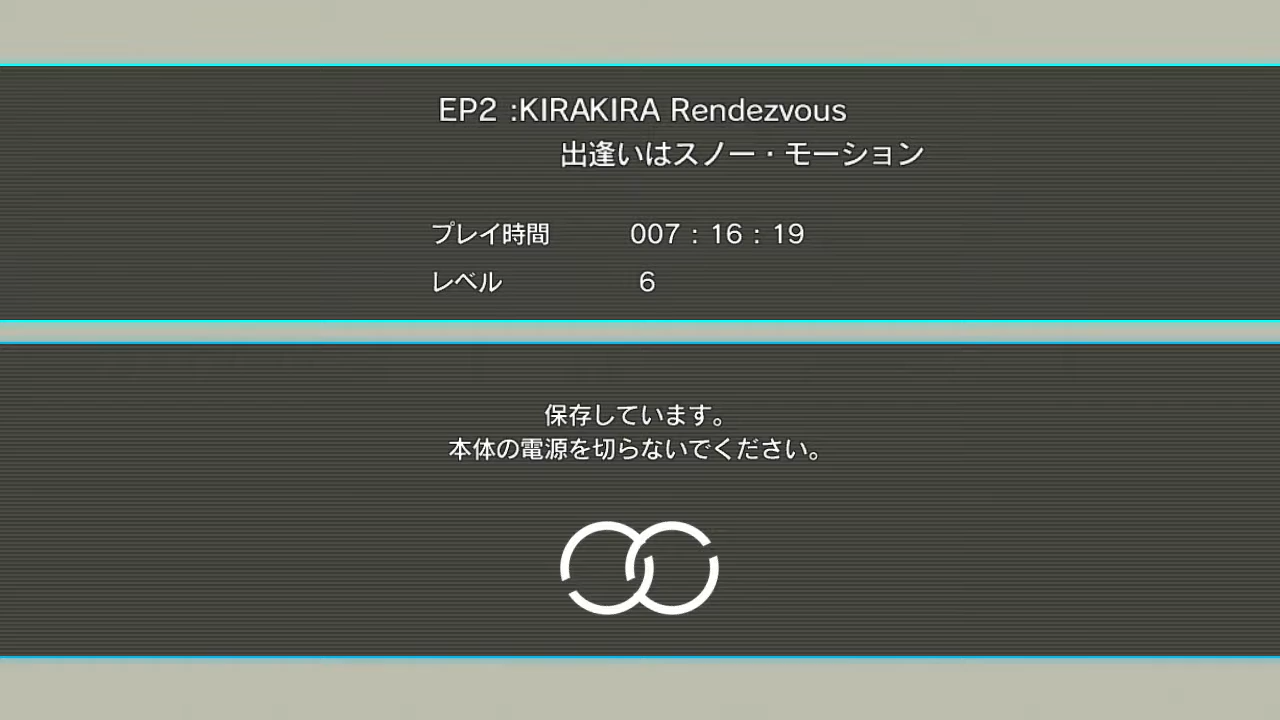 EP2 :KIRAKIRA Rendezvous
出逢いはスノー・モーション
プレイ時間 007 : 16 : 19
レベル 6
保存しています。
本体の電源を切らないでください。